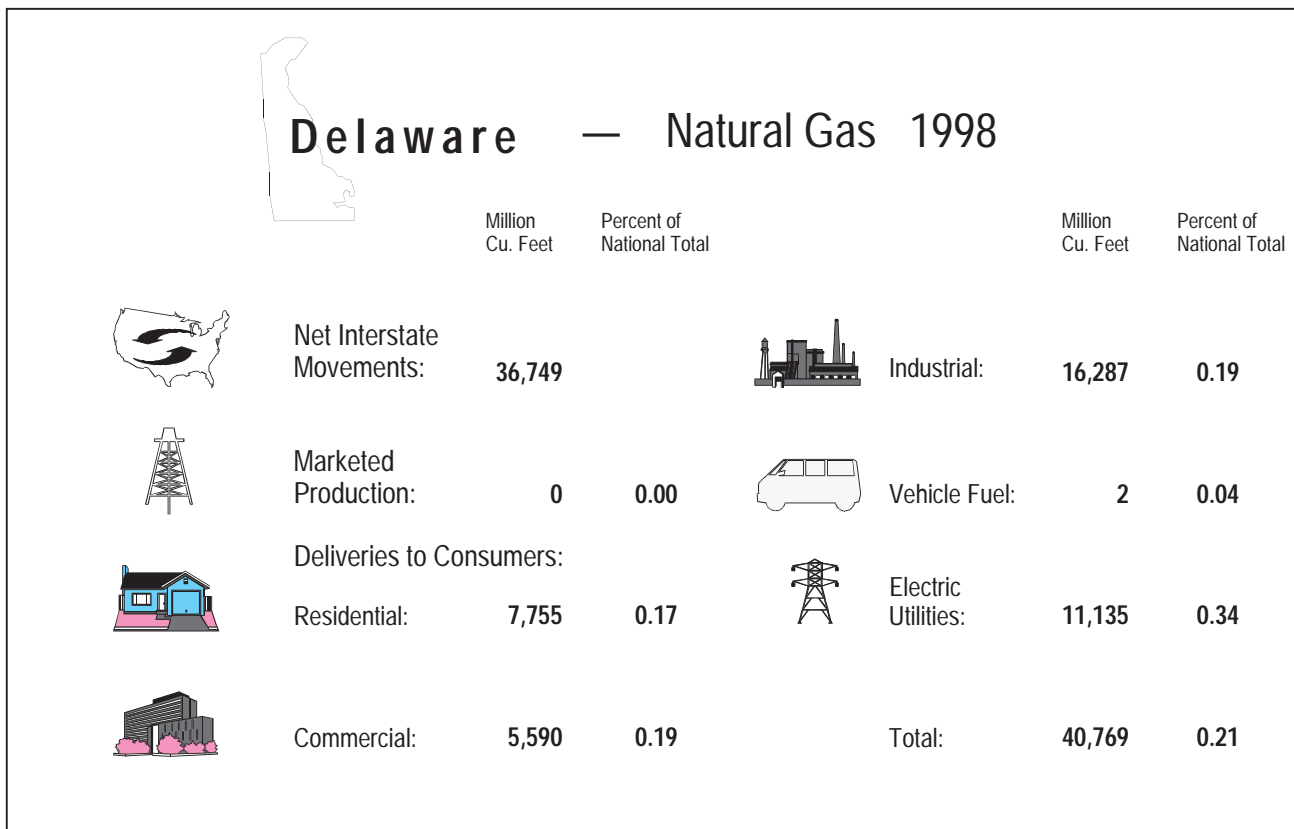 Delaware — Natural Gas 1998
Million Cu. Feet
Percent of National Total
Million Cu. Feet
Percent of National Total
Net Interstate
Movements: 36,749
Marketed
Production: 0 0.00
Deliveries to Consumers:
Residential: 7,755 0.17
Commercial: 5,590 0.19
Industrial: 16,287 0.19
Vehicle Fuel: 2 0.04
Electric
Utilities: 11,135 0.34
Total: 40,769 0.21